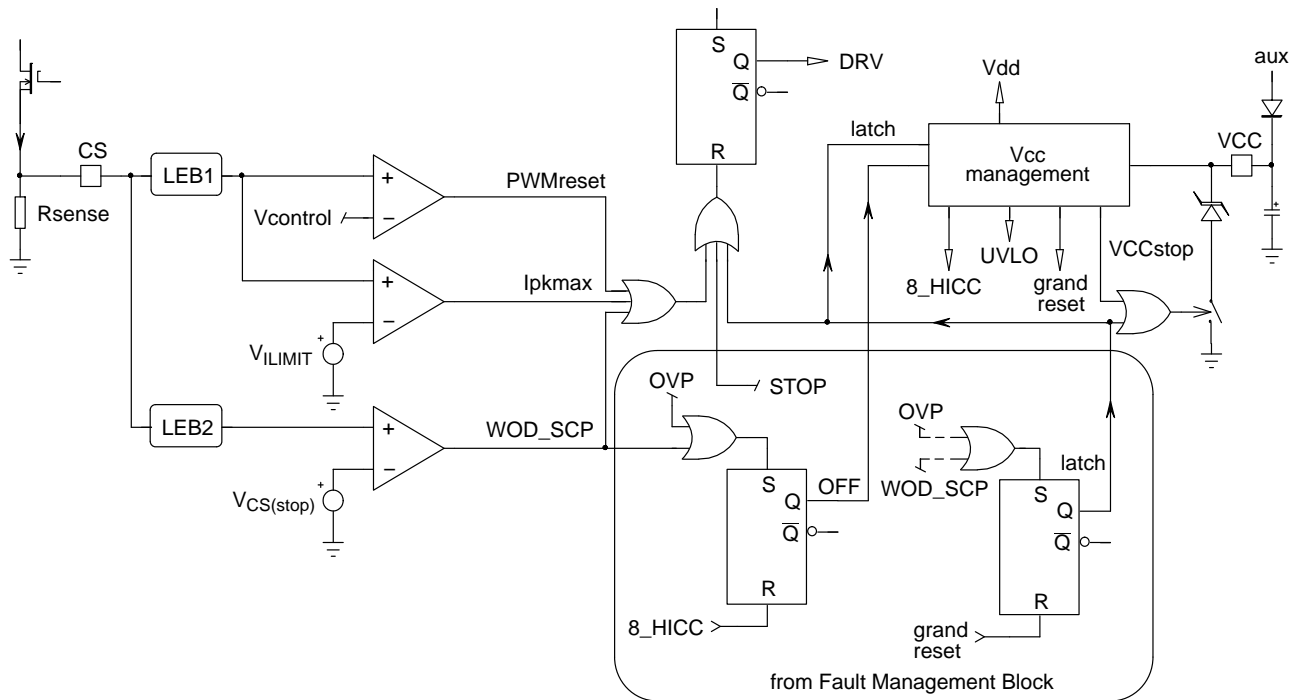 S
Q
DRV
Q
R
aux
Vdd
latch
VCC
Vcc
management
CS
LEB1
Rsense
+
−
Vcontrol
PWMreset
UVLO
8_HICC
grand
reset
VCCstop
+
−
Ipkmax
+
VILIMIT
OVP
STOP
LEB2
+
−
WOD_SCP
+
VCS(stop)
OVP
WOD_SCP
latch
S
Q
OFF
Q
R
8_HICC
S
Q
Q
R
grand
reset
+
from Fault Management Block